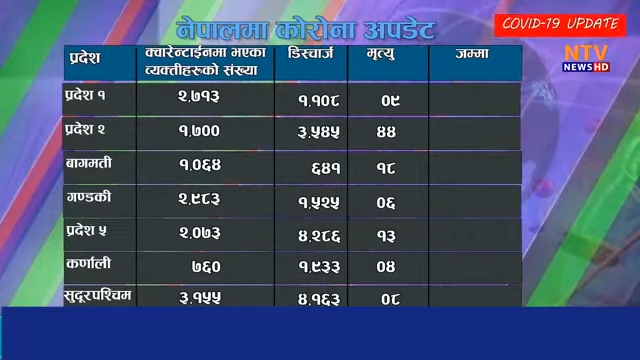 नेपालमा कोरोना अपडेट
COVID-19 UPDATE
NTV
NEWS HD
प्रदेश क्वारेन्टाईनमा भएका व्यक्तीहरूको संख्या डिस्चार्ज मृत्यु जम्मा
प्रदेश १ २,७१३ १,१०८ ०९
प्रदेश २ १,७०० ३,५४५ ४४
बागमती १,०६४ ६४१ १८
गण्डकी २,९८३ १,५२५ ०६
प्रदेश ५ २,०७३ ४,२८६ १३
कर्णाली ७६० १,९३३ ०४
सुदूरपश्चिम ३,१५५ ४,१६३ ०८